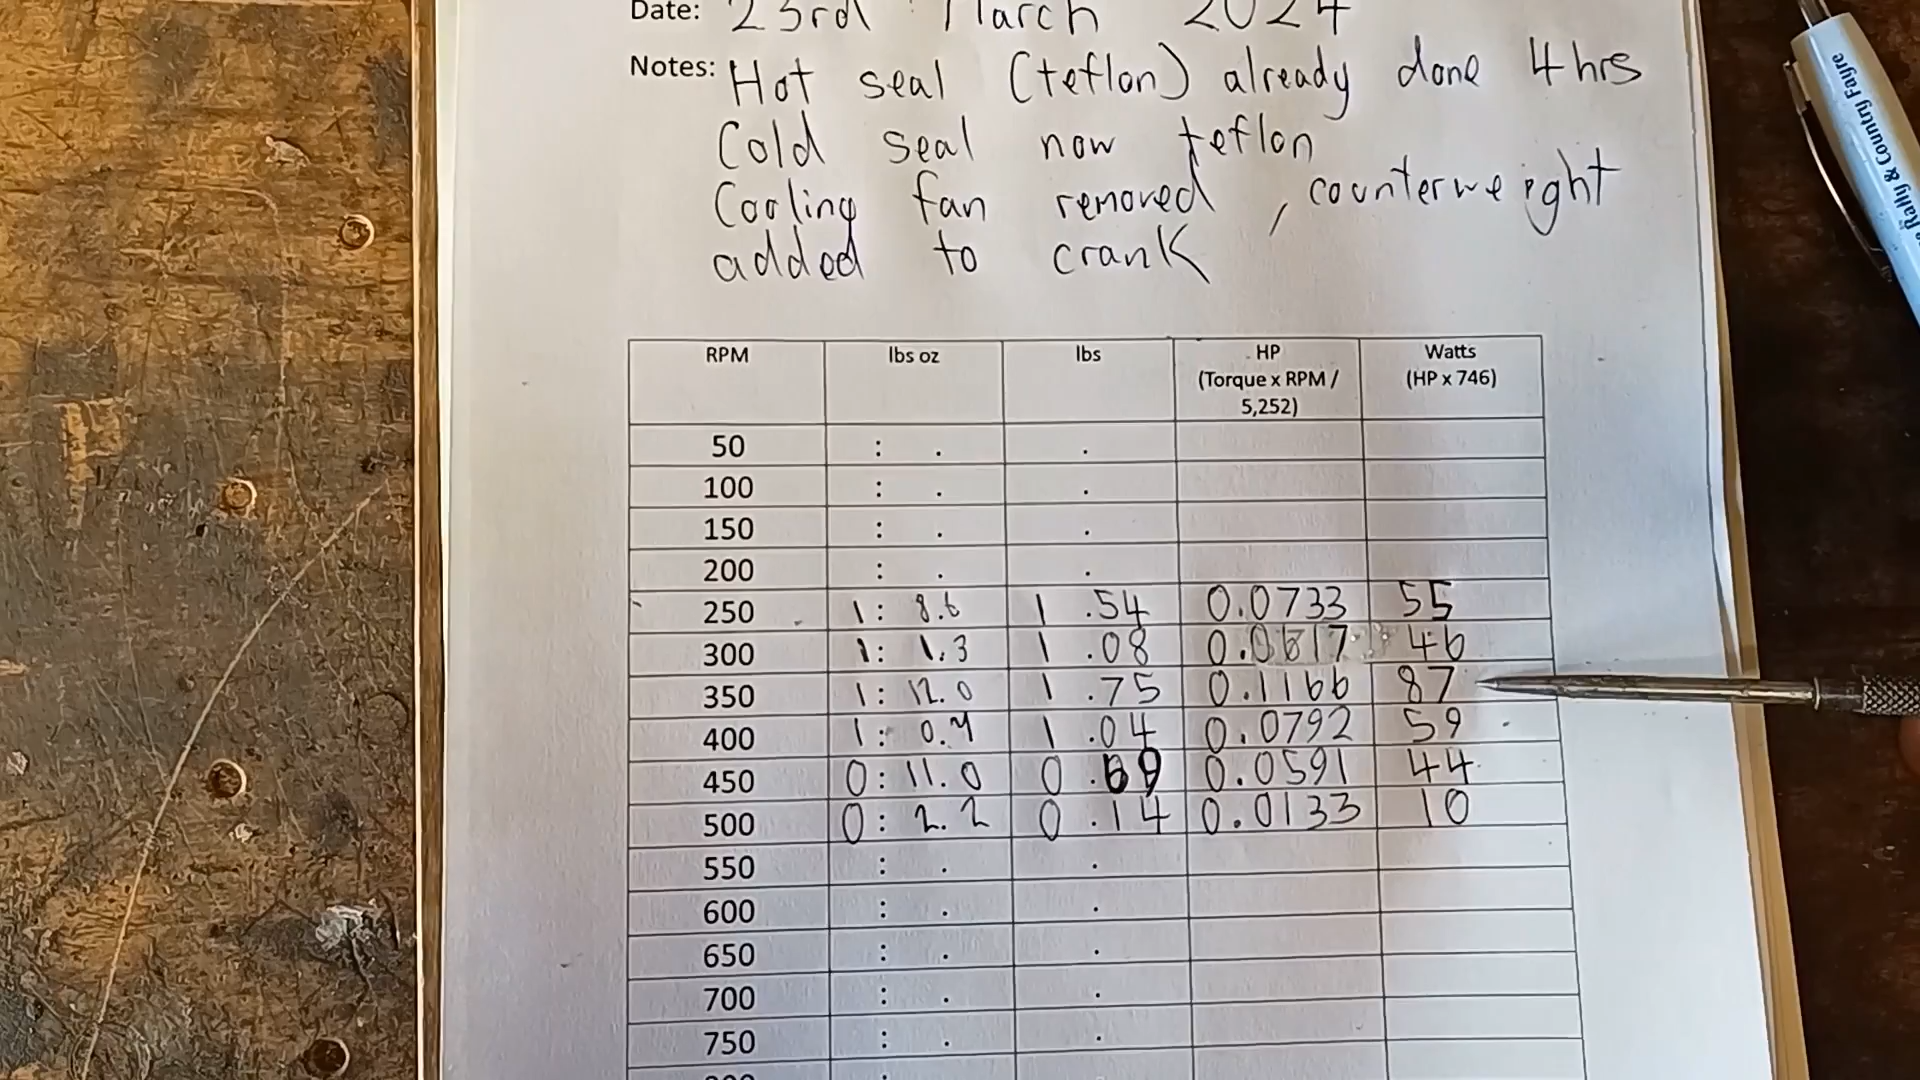 Date: 23rd March 2024
Notes: Hot seal (teflon) already done 4hrs
Cold seal now teflon
Cooling fan removed, counterweight
added to crank
RPM lbs oz lbs HP (Torque x RPM / 5,252) Watts (HP x 746)
50 : . .
100 : . .
150 : . .
200 : . .
250 1: 8.6 1.54 0.0733 55
300 1: 1.3 1.08 0.0617 46
350 1: 12.0 1.75 0.1166 87
400 1: 0.7 1.04 0.0792 59
450 0: 11.0 0.69 0.0591 44
500 0: 2.2 0.14 0.0133 10
550 : . .
600 : . .
650 : . .
700 : . .
750 : . .
Rally & Country Fayre